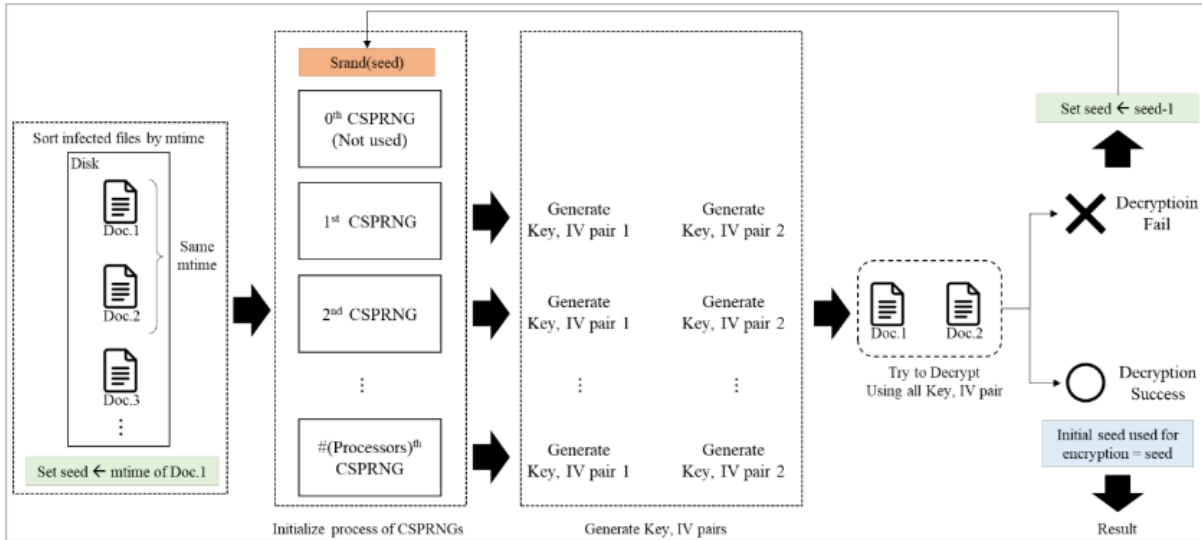 Sort infected files by mtime
Disk
Doc.1
Same
mtime
Doc.2
Doc.3
⋮
Set seed ← mtime of Doc.1
Srand(seed)
0th CSPRNG
(Not used)
1st CSPRNG
2nd CSPRNG
⋮
#(Processors)th
CSPRNG
Initialize process of CSPRNGs
Generate
Key, IV pair 1
Generate
Key, IV pair 2
Generate
Key, IV pair 1
Generate
Key, IV pair 2
⋮
⋮
Generate
Key, IV pair 1
Generate
Key, IV pair 2
Generate Key, IV pairs
Doc.1
Doc.2
Try to Decrypt
Using all Key, IV pair
Set seed ← seed-1
Decryptioin
Fail
Decryption
Success
Initial seed used for
encryption = seed
Result